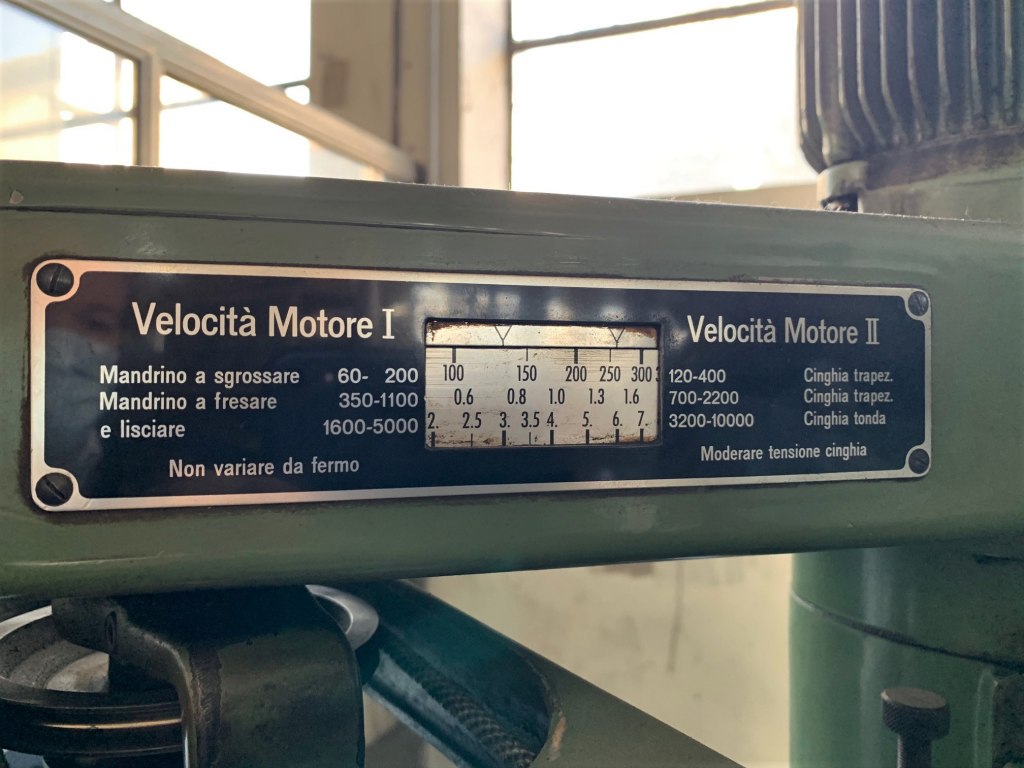 Velocità Motore I
Mandrino a sgrossare 60- 200
Mandrino a fresare 350-1100
e lisciare 1600-5000
Non variare da fermo
100 150 200 250 300
0.6 0.8 1.0 1.3 1.6
2. 2.5 3. 3.5 4. 5. 6. 7.
Velocità Motore II
120-400 Cinghia trapez.
700-2200 Cinghia trapez.
3200-10000 Cinghia tonda
Moderare tensione cinghia